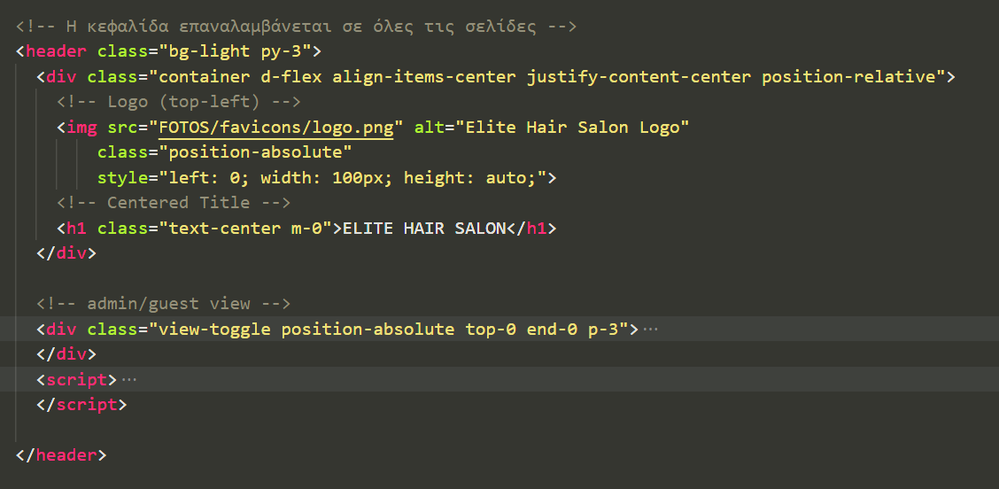 <!-- Η κεφαλίδα επαναλαμβάνεται σε όλες τις σελίδες -->
<header class="bg-light py-3">
<div class="container d-flex align-items-center justify-content-center position-relative">
<!-- Logo (top-left) -->
<img src="FOTOS/favicons/logo.png" alt="Elite Hair Salon Logo"
class="position-absolute"
style="left: 0; width: 100px; height: auto;">
<!-- Centered Title -->
<h1 class="text-center m-0">ELITE HAIR SALON</h1>
</div>
<!-- admin/guest view -->
<div class="view-toggle position-absolute top-0 end-0 p-3">···
</div>
<script>···
</script>
</header>